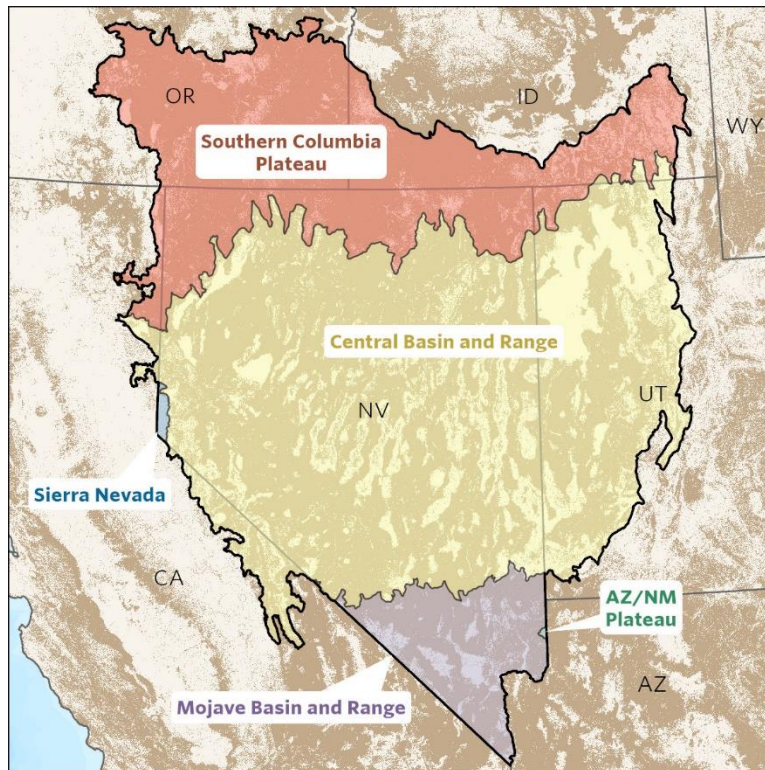 OR
ID
WY
Southern Columbia
Plateau
Central Basin and Range
NV
UT
Sierra Nevada
CA
AZ/NM
Plateau
AZ
Mojave Basin and Range